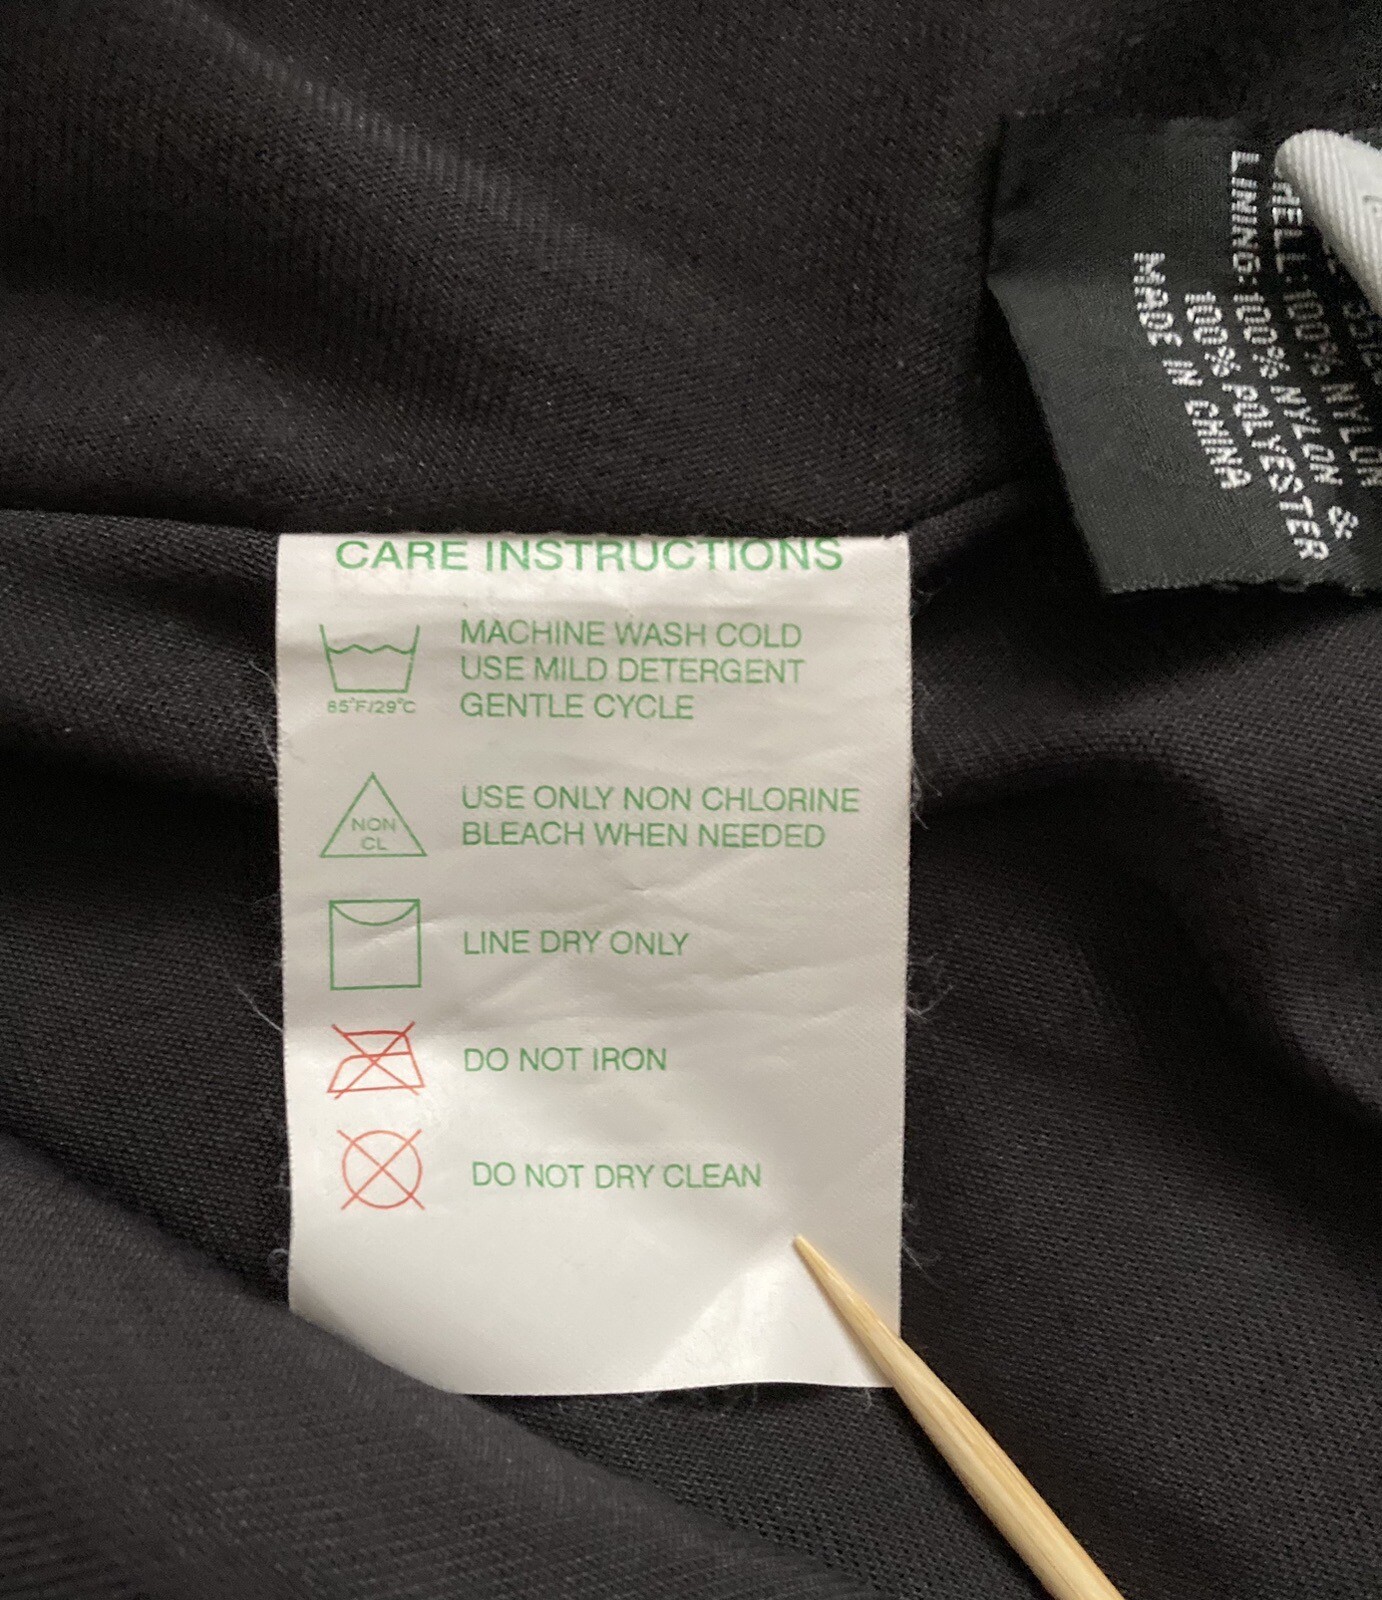 CARE INSTRUCTIONS
MACHINE WASH COLD
USE MILD DETERGENT
GENTLE CYCLE
85°F/29°C
NON
CL
USE ONLY NON CHLORINE
BLEACH WHEN NEEDED
LINE DRY ONLY
DO NOT IRON
DO NOT DRY CLEAN
100% NYLON
LINING: 100% NYLON &
100% POLYESTER
MADE IN CHINA